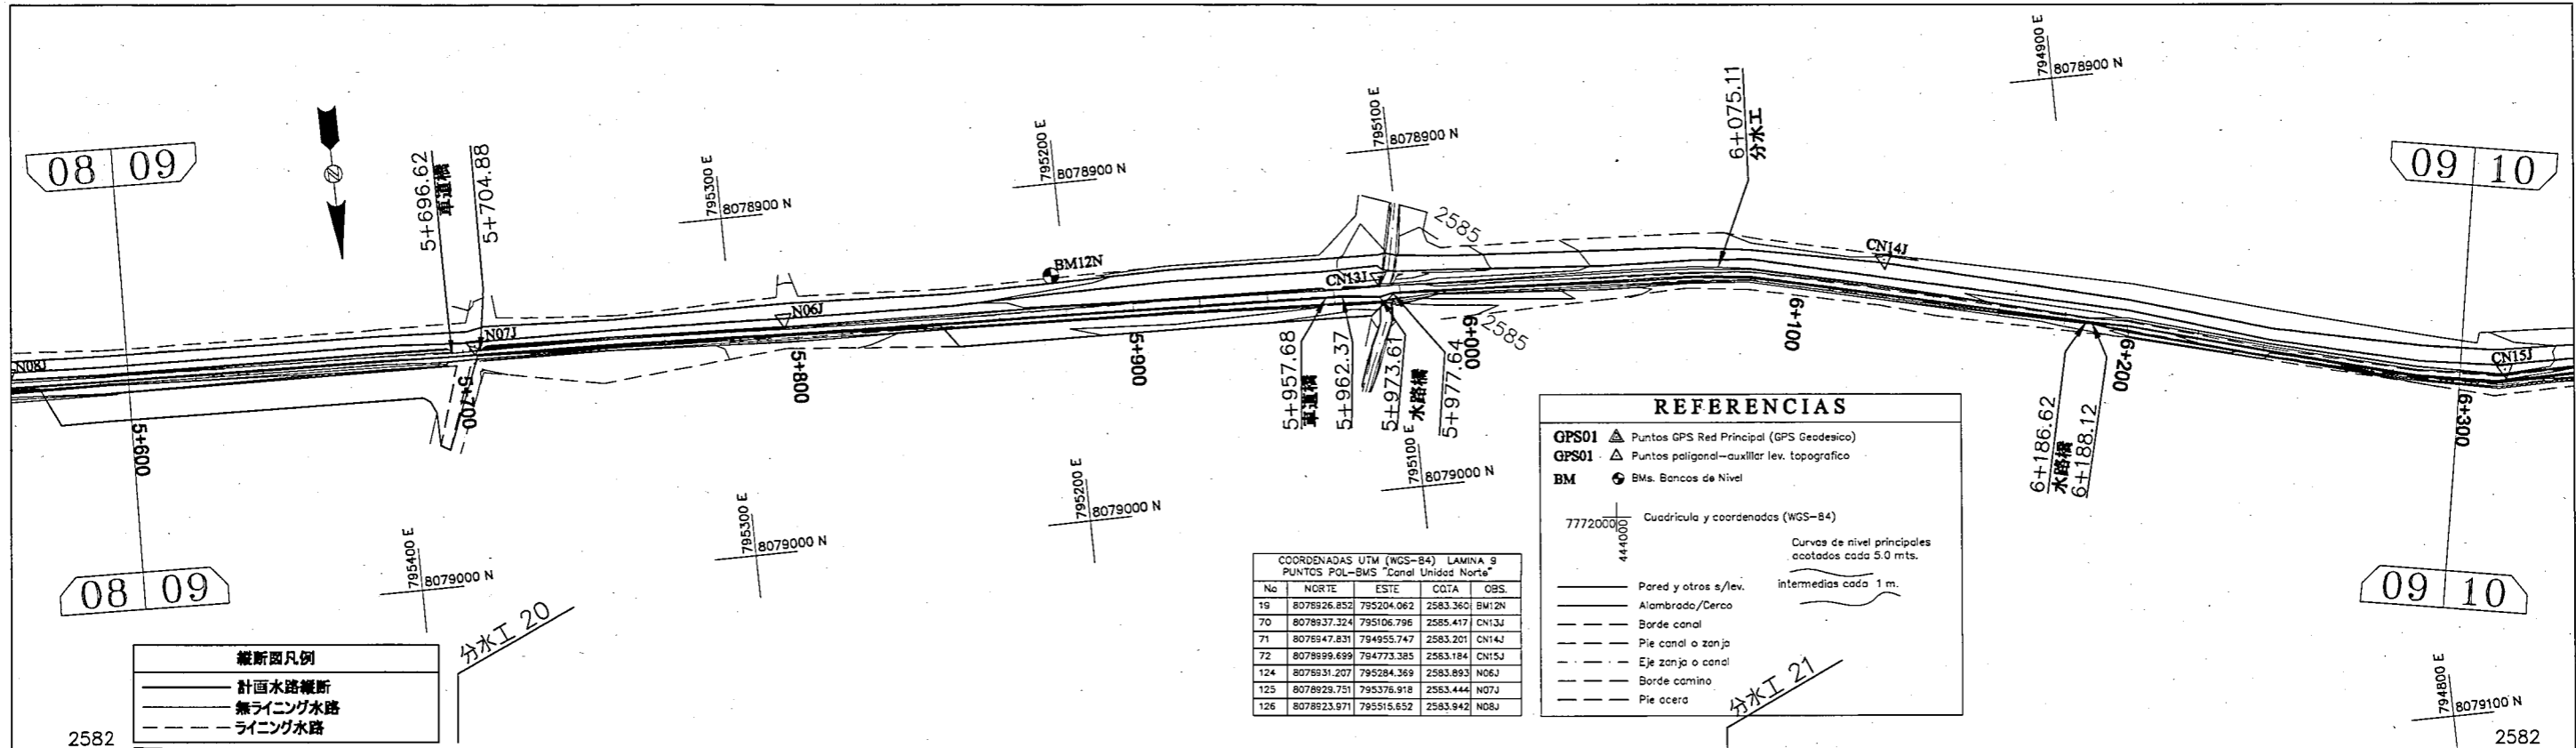 08 09
5+696.62
車道橋
5+704.88
795300 E
8078900 N
795200 E
8078900 N
795100 E
8078900 N
6+075.11
分水工
794900 E
8078900 N
09 10
N
2585
BM12N
CN13J
CN14J
N08J
N07J
N06J
CN15J
2585
5+600
5+700
5+800
5+900
6+000
6+100
6+200
6+300
5+957.68
車道橋
5+962.37
5+973.61
水路橋
5+977.64
6+186.62
水路橋
6+188.12
08 09
795400 E
8079000 N
795300 E
8079000 N
795200 E
8079000 N
795100 E
8079000 N
09 10
794800 E
8079100 N
分水工 20
分水工 21
縦断図凡例
計画水路縦断
無ライニング水路
ライニング水路
2582
2582
COORDENADAS UTM (WGS-84) LAMINA 9
PUNTOS POL-BMS "Canal Unidad Norte"
No NORTE ESTE COTA OBS.
19 8078926.852 795204.062 2583.360 BM12N
70 8078937.324 795106.796 2585.417 CN13J
71 8078947.831 794955.747 2583.201 CN14J
72 8078999.699 794773.385 2583.184 CN15J
124 8078931.207 795284.369 2583.893 N06J
125 8078929.751 795376.918 2583.444 N07J
126 8078923.971 795515.652 2583.942 N08J
REFERENCIAS
GPS01 Puntos GPS Red Principal (GPS Geodesico)
GPS01 Puntos poligonal-auxiliar lev. topografico
BM BMs. Bancos de Nivel
7772000
444000
Cuadricula y coordenadas (WGS-84)
Curvas de nivel principales
acotados cada 5.0 mts.
intermedias cada 1 m.
Pared y otros s/lev.
Alambrado/Cerco
Borde canal
Pie canal o zanja
Eje zanja o canal
Borde camino
Pie acera